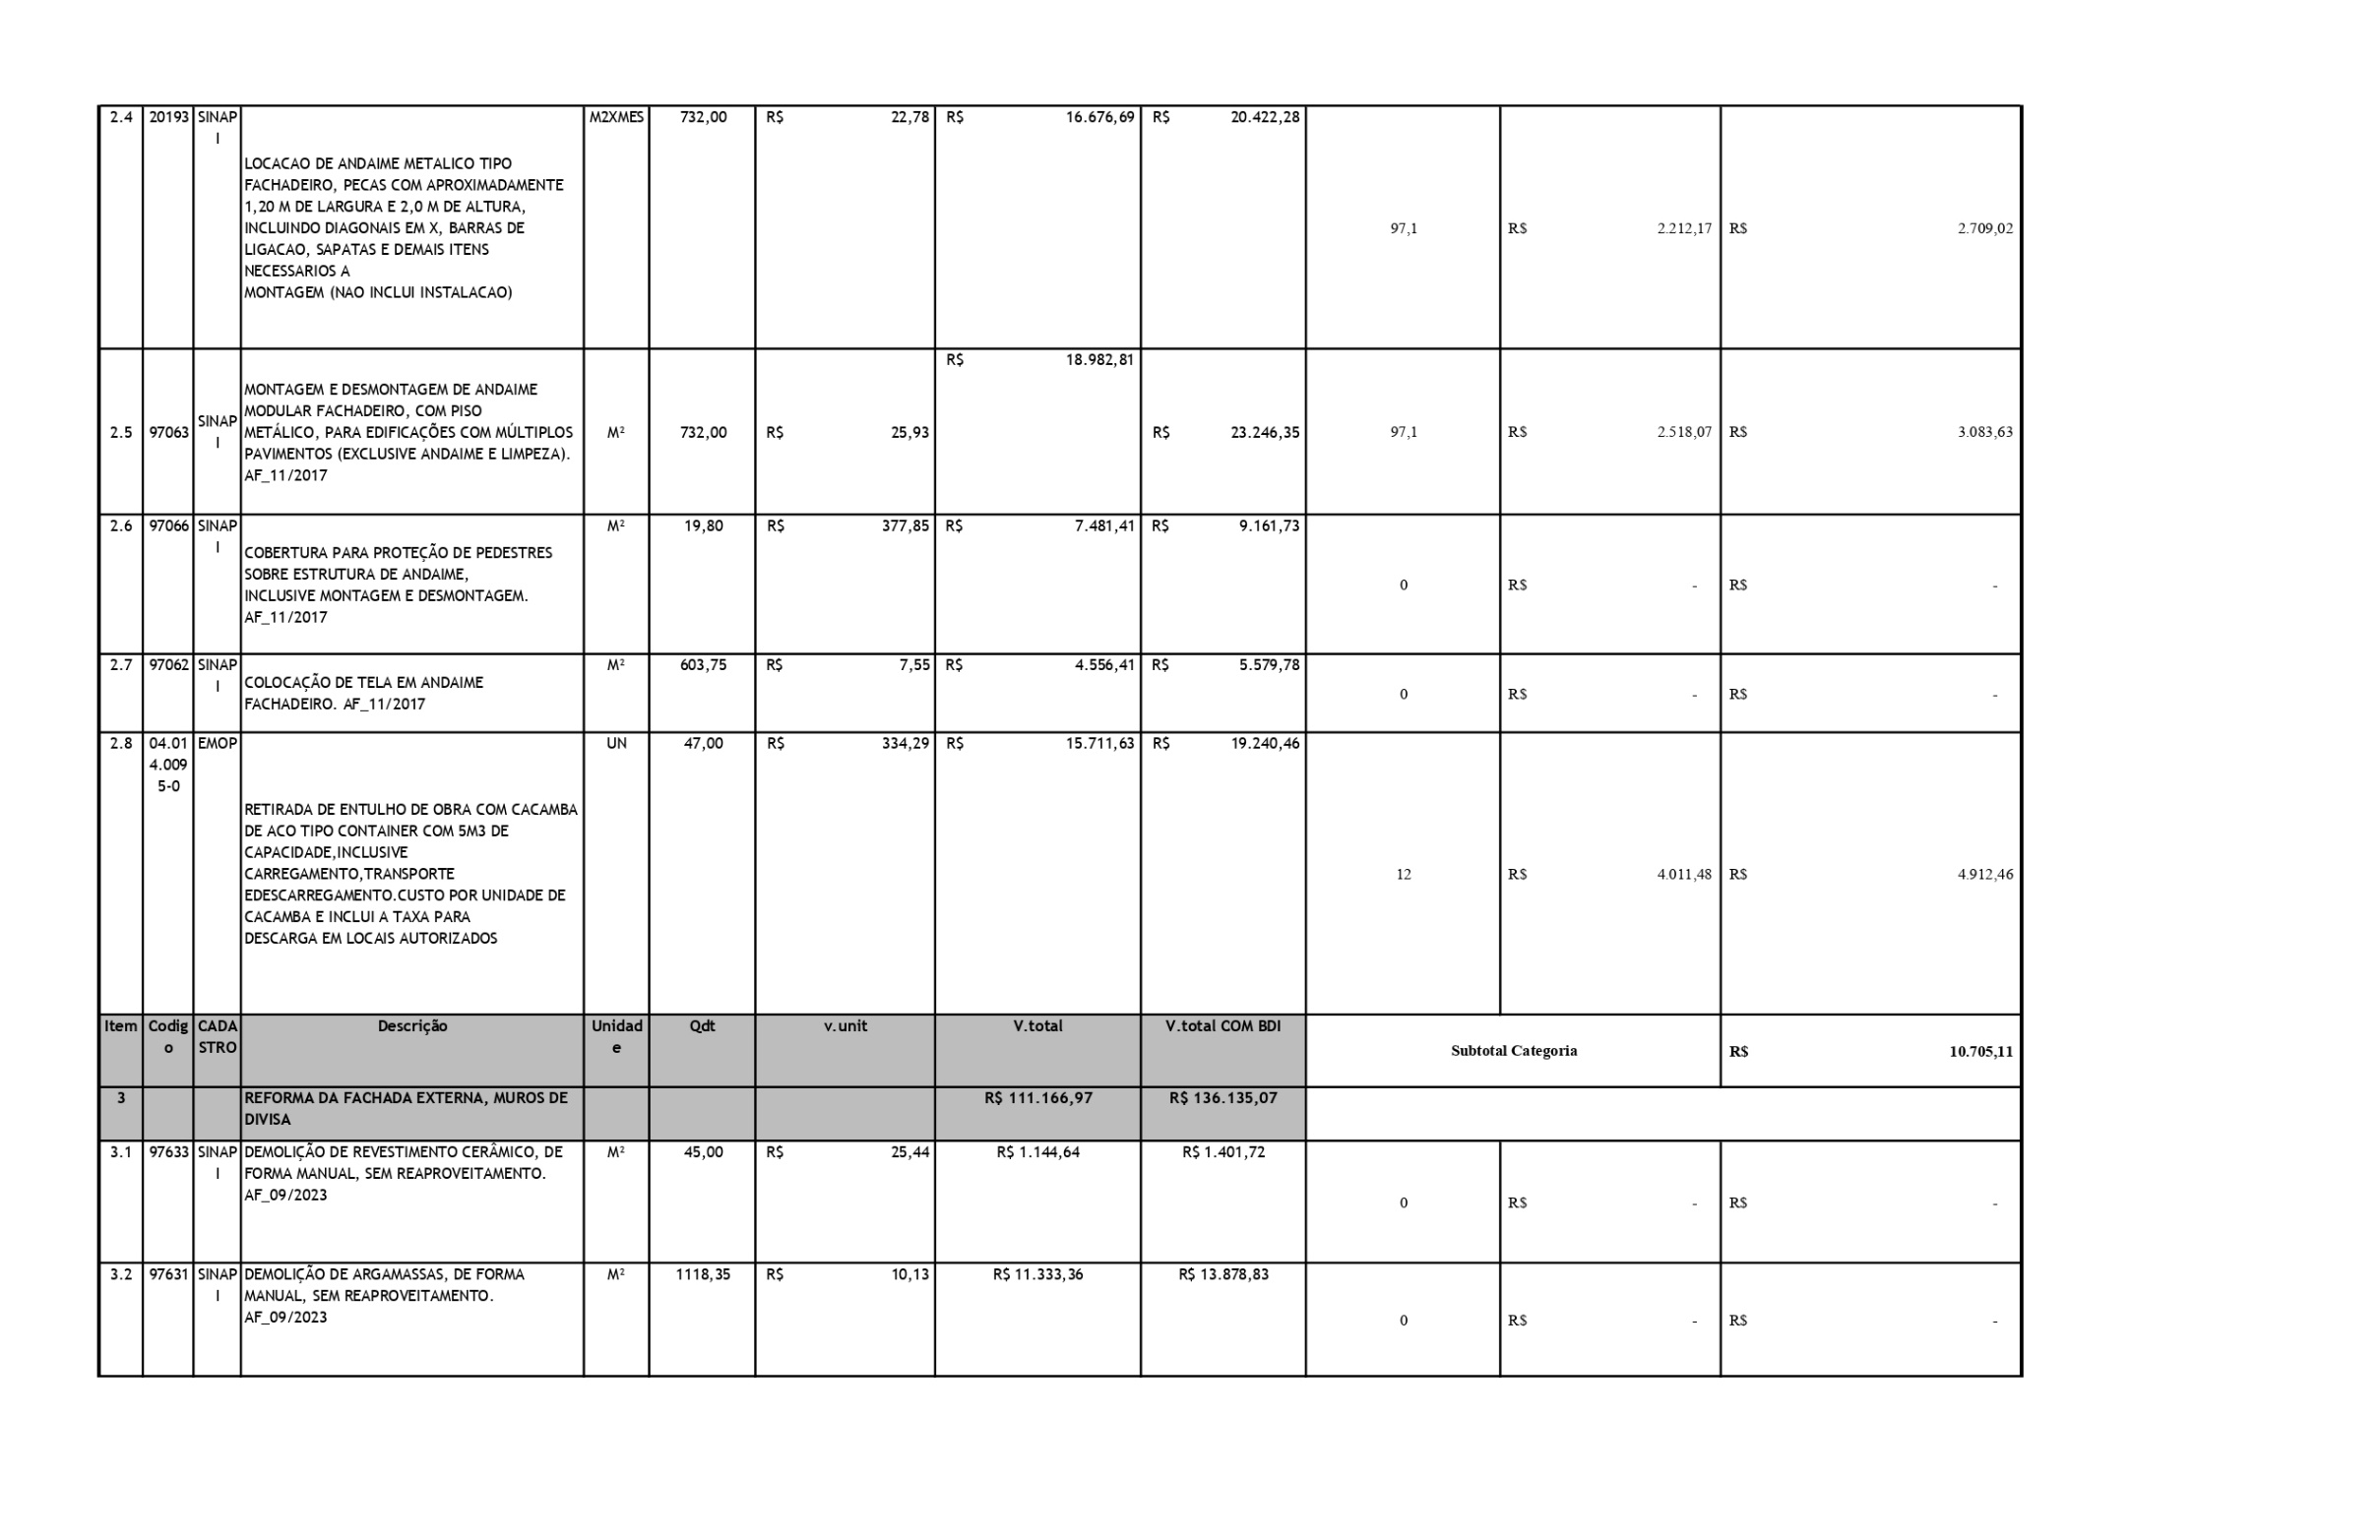 2.4 20193 SINAP M2XMES 732,00 R$ 22,78 R$ 16.676,69 R$ 20.422,28
I
LOCACAO DE ANDAIME METALICO TIPO
FACHADEIRO, PECAS COM APROXIMADAMENTE
1,20 M DE LARGURA E 2,0 M DE ALTURA,
INCLUINDO DIAGONAIS EM X, BARRAS DE 97,1 R$ 2.212,17 R$ 2.709,02
LIGACAO, SAPATAS E DEMAIS ITENS
NECESSARIOS A
MONTAGEM (NAO INCLUI INSTALACAO)
R$ 18.982,81
MONTAGEM E DESMONTAGEM DE ANDAIME
MODULAR FACHADEIRO, COM PISO
2.5 97063 SINAP METÁLICO, PARA EDIFICAÇÕES COM MÚLTIPLOS M² 732,00 R$ 25,93 R$ 23.246,35 97,1 R$ 2.518,07 R$ 3.083,63
I PAVIMENTOS (EXCLUSIVE ANDAIME E LIMPEZA).
AF_11/2017
2.6 97066 SINAP M² 19,80 R$ 377,85 R$ 7.481,41 R$ 9.161,73
I
COBERTURA PARA PROTEÇÃO DE PEDESTRES
SOBRE ESTRUTURA DE ANDAIME, 0 R$ - R$ -
INCLUSIVE MONTAGEM E DESMONTAGEM.
AF_11/2017
2.7 97062 SINAP M² 603,75 R$ 7,55 R$ 4.556,41 R$ 5.579,78
I COLOCAÇÃO DE TELA EM ANDAIME 0 R$ - R$ -
FACHADEIRO. AF_11/2017
2.8 04.01 EMOP UN 47,00 R$ 334,29 R$ 15.711,63 R$ 19.240,46
4.009
5-0
RETIRADA DE ENTULHO DE OBRA COM CACAMBA
DE ACO TIPO CONTAINER COM 5M3 DE
CAPACIDADE,INCLUSIVE
CARREGAMENTO,TRANSPORTE 12 R$ 4.011,48 R$ 4.912,46
EDESCARREGAMENTO.CUSTO POR UNIDADE DE
CACAMBA E INCLUI A TAXA PARA
DESCARGA EM LOCAIS AUTORIZADOS
Item Codig CADA Descrição Unidad Qdt v.unit V.total V.total COM BDI
o STRO e Subtotal Categoria R$ 10.705,11
3 REFORMA DA FACHADA EXTERNA, MUROS DE R$ 111.166,97 R$ 136.135,07
DIVISA
3.1 97633 SINAP DEMOLIÇÃO DE REVESTIMENTO CERÂMICO, DE M² 45,00 R$ 25,44 R$ 1.144,64 R$ 1.401,72
I FORMA MANUAL, SEM REAPROVEITAMENTO.
AF_09/2023 0 R$ - R$ -
3.2 97631 SINAP DEMOLIÇÃO DE ARGAMASSAS, DE FORMA M² 1118,35 R$ 10,13 R$ 11.333,36 R$ 13.878,83
I MANUAL, SEM REAPROVEITAMENTO.
AF_09/2023 0 R$ - R$ -